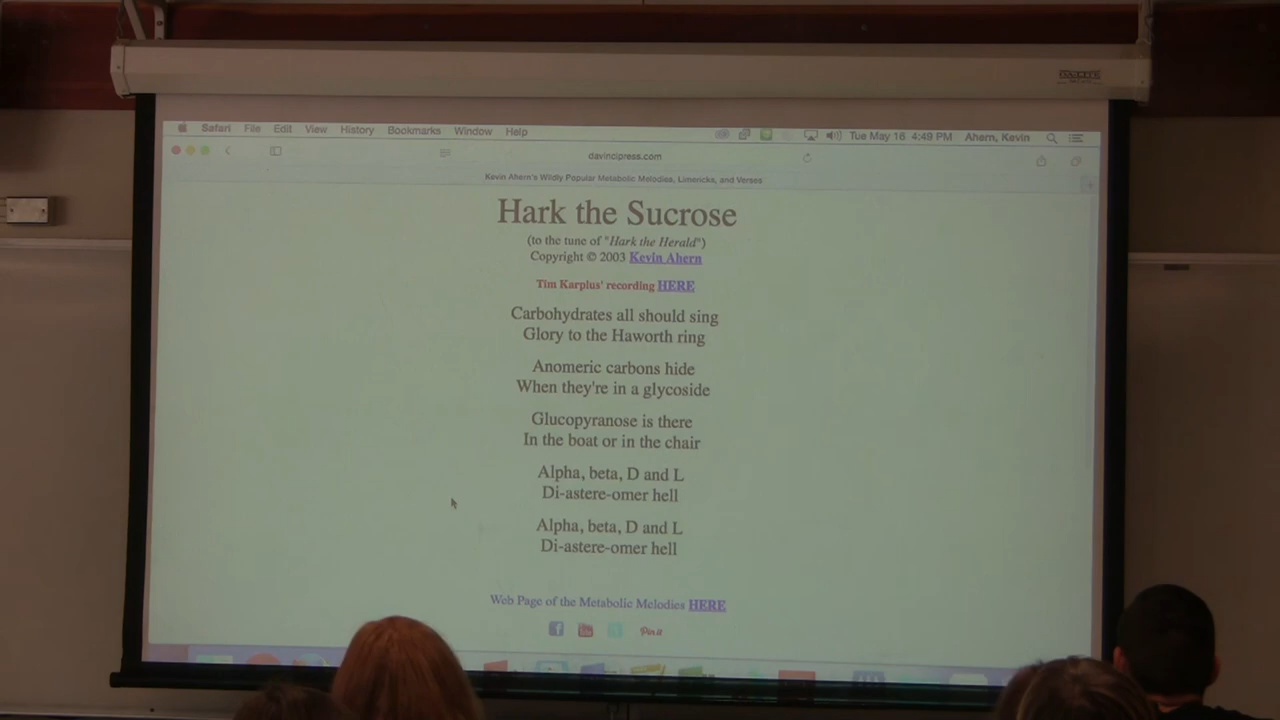 Safari File Edit View History Bookmarks Window Help Tue May 16 4:49 PM Ahern, Kevin
davincipress.com
Kevin Ahern's Wildly Popular Metabolic Melodies, Limericks, and Verses
Hark the Sucrose
(to the tune of "Hark the Herald")
Copyright © 2003 Kevin Ahern
Tim Karplus' recording HERE
Carbohydrates all should sing
Glory to the Haworth ring
Anomeric carbons hide
When they're in a glycoside
Glucopyranose is there
In the boat or in the chair
Alpha, beta, D and L
Di-astere-omer hell
Alpha, beta, D and L
Di-astere-omer hell
Web Page of the Metabolic Melodies HERE
Pin it